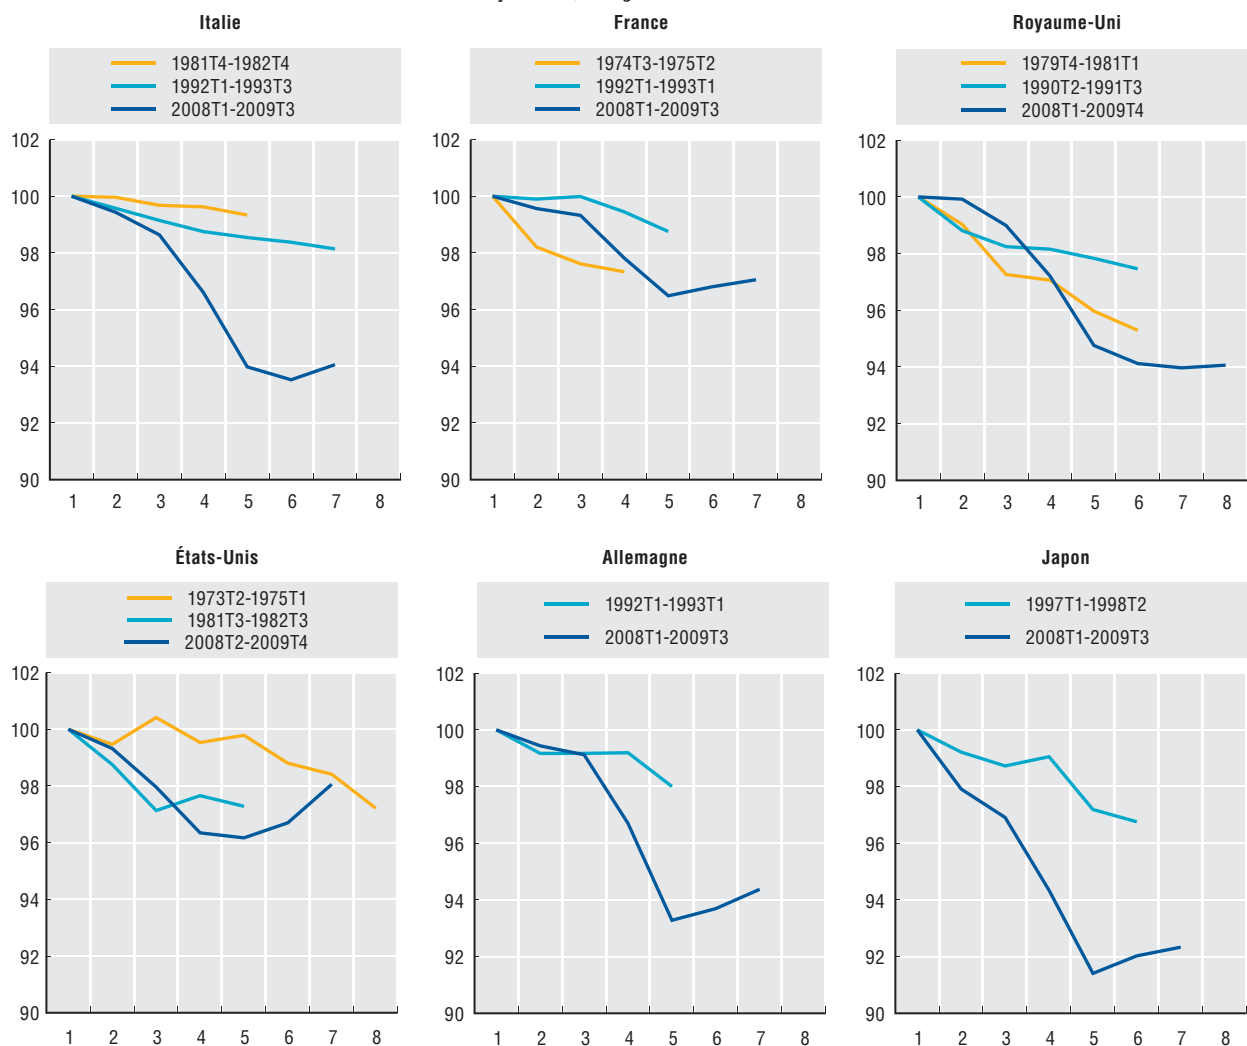 Italie
1981T4-1982T4
1992T1-1993T3
2008T1-2009T3
102
100
98
96
94
92
90
1 2 3 4 5 6 7 8
France
1974T3-1975T2
1992T1-1993T1
2008T1-2009T3
102
100
98
96
94
92
90
1 2 3 4 5 6 7 8
Royaume-Uni
1979T4-1981T1
1990T2-1991T3
2008T1-2009T4
102
100
98
96
94
92
90
1 2 3 4 5 6 7 8
États-Unis
1973T2-1975T1
1981T3-1982T3
2008T2-2009T4
102
100
98
96
94
92
90
1 2 3 4 5 6 7 8
Allemagne
1992T1-1993T1
2008T1-2009T3
102
100
98
96
94
92
90
1 2 3 4 5 6 7 8
Japon
1997T1-1998T2
2008T1-2009T3
102
100
98
96
94
92
90
1 2 3 4 5 6 7 8